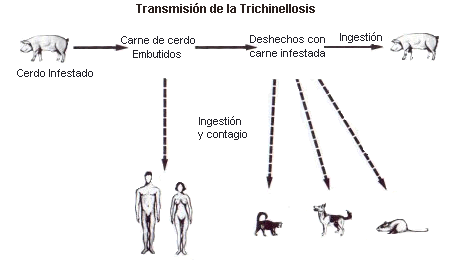 Transmisión de la Trichinellosis
Carne de cerdo
Embutidos
Deshechos con
carne infestada
Ingestión
Cerdo Infestado
Ingestión
y contagio